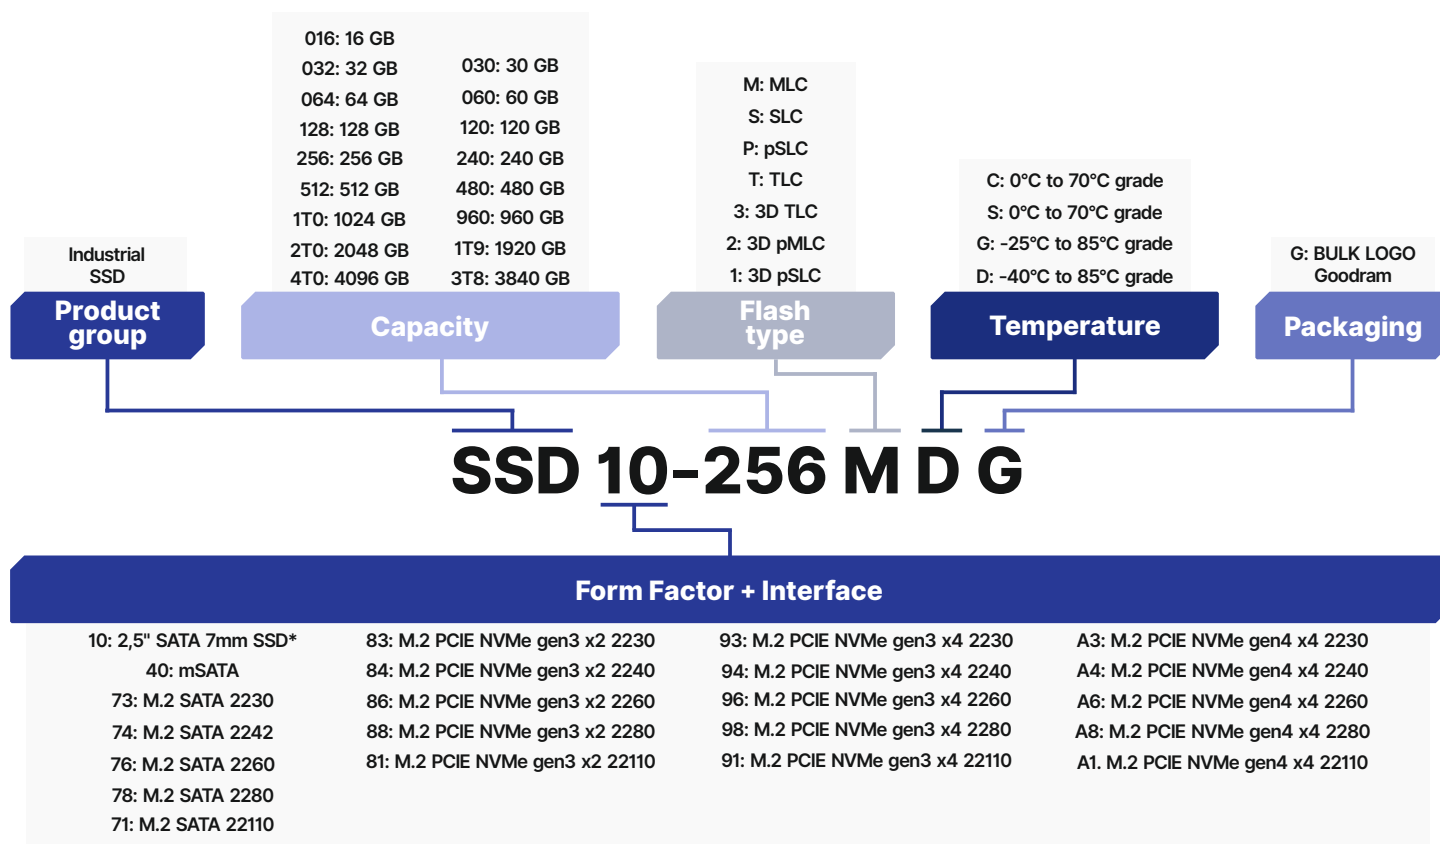 016: 16 GB
032: 32 GB
064: 64 GB
128: 128 GB
256: 256 GB
512: 512 GB
1T0: 1024 GB
2T0: 2048 GB
4T0: 4096 GB
030: 30 GB
060: 60 GB
120: 120 GB
240: 240 GB
480: 480 GB
960: 960 GB
1T9: 1920 GB
3T8: 3840 GB
M: MLC
S: SLC
P: pSLC
T: TLC
3: 3D TLC
2: 3D pMLC
1: 3D pSLC
C: 0°C to 70°C grade
S: 0°C to 70°C grade
G: -25°C to 85°C grade
D: -40°C to 85°C grade
Industrial
SSD
G: BULK LOGO
Goodram
Product
group
Capacity
Flash
type
Temperature
Packaging
SSD 10-256 M D G
Form Factor + Interface
10: 2,5" SATA 7mm SSD*
40: mSATA
73: M.2 SATA 2230
74: M.2 SATA 2242
76: M.2 SATA 2260
78: M.2 SATA 2280
71: M.2 SATA 22110
83: M.2 PCIE NVMe gen3 x2 2230
84: M.2 PCIE NVMe gen3 x2 2240
86: M.2 PCIE NVMe gen3 x2 2260
88: M.2 PCIE NVMe gen3 x2 2280
81: M.2 PCIE NVMe gen3 x2 22110
93: M.2 PCIE NVMe gen3 x4 2230
94: M.2 PCIE NVMe gen3 x4 2240
96: M.2 PCIE NVMe gen3 x4 2260
98: M.2 PCIE NVMe gen3 x4 2280
91: M.2 PCIE NVMe gen3 x4 22110
A3: M.2 PCIE NVMe gen4 x4 2230
A4: M.2 PCIE NVMe gen4 x4 2240
A6: M.2 PCIE NVMe gen4 x4 2260
A8: M.2 PCIE NVMe gen4 x4 2280
A1. M.2 PCIE NVMe gen4 x4 22110